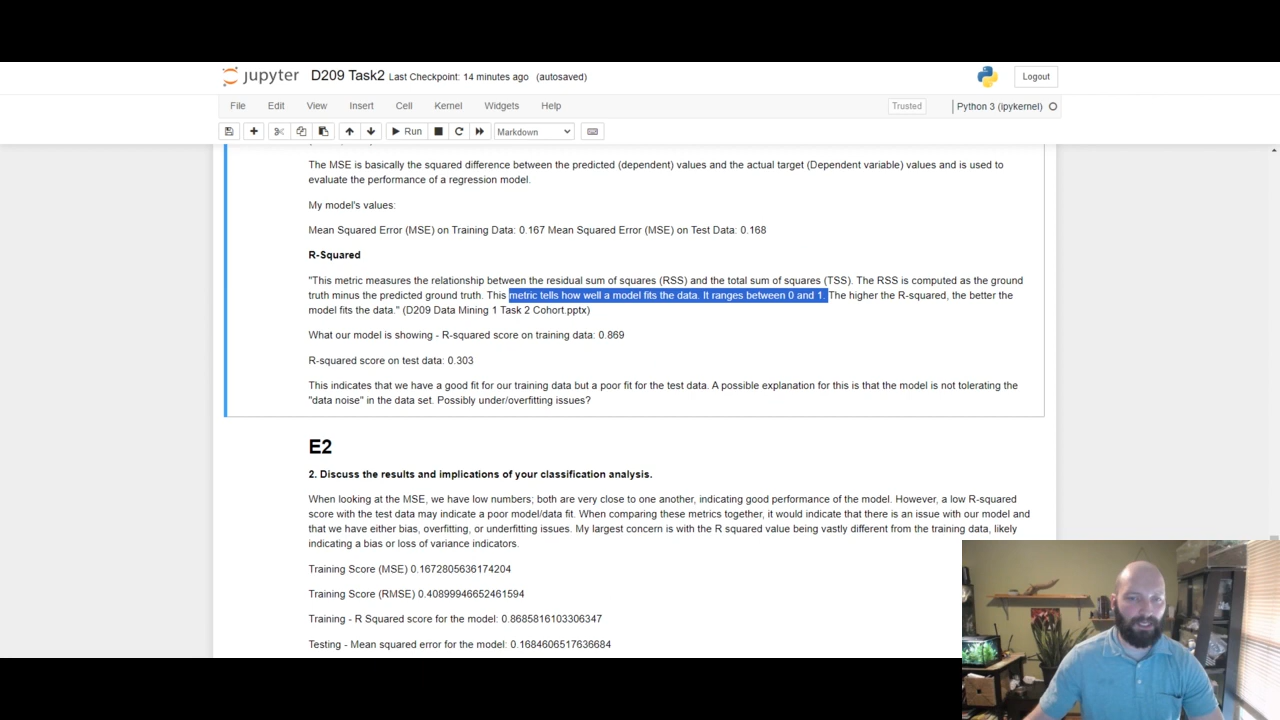 jupyter D209 Task2 Last Checkpoint: 14 minutes ago (autosaved)
Logout
File Edit View Insert Cell Kernel Widgets Help
Trusted
Python 3 (ipykernel)
Run
Markdown
The MSE is basically the squared difference between the predicted (dependent) values and the actual target (Dependent variable) values and is used to
evaluate the performance of a regression model.
My model's values:
Mean Squared Error (MSE) on Training Data: 0.167 Mean Squared Error (MSE) on Test Data: 0.168
R-Squared
"This metric measures the relationship between the residual sum of squares (RSS) and the total sum of squares (TSS). The RSS is computed as the ground
truth minus the predicted ground truth. This metric tells how well a model fits the data. It ranges between 0 and 1. The higher the R-squared, the better the
model fits the data." (D209 Data Mining 1 Task 2 Cohort.pptx)
What our model is showing - R-squared score on training data: 0.869
R-squared score on test data: 0.303
This indicates that we have a good fit for our training data but a poor fit for the test data. A possible explanation for this is that the model is not tolerating the
"data noise" in the data set. Possibly under/overfitting issues?
E2
2. Discuss the results and implications of your classification analysis.
When looking at the MSE, we have low numbers; both are very close to one another, indicating good performance of the model. However, a low R-squared
score with the test data may indicate a poor model/data fit. When comparing these metrics together, it would indicate that there is an issue with our model and
that we have either bias, overfitting, or underfitting issues. My largest concern is with the R squared value being vastly different from the training data, likely
indicating a bias or loss of variance indicators.
Training Score (MSE) 0.1672805636174204
Training Score (RMSE) 0.40899946652461594
Training - R Squared score for the model: 0.8685816103306347
Testing - Mean squared error for the model: 0.1684606517636684